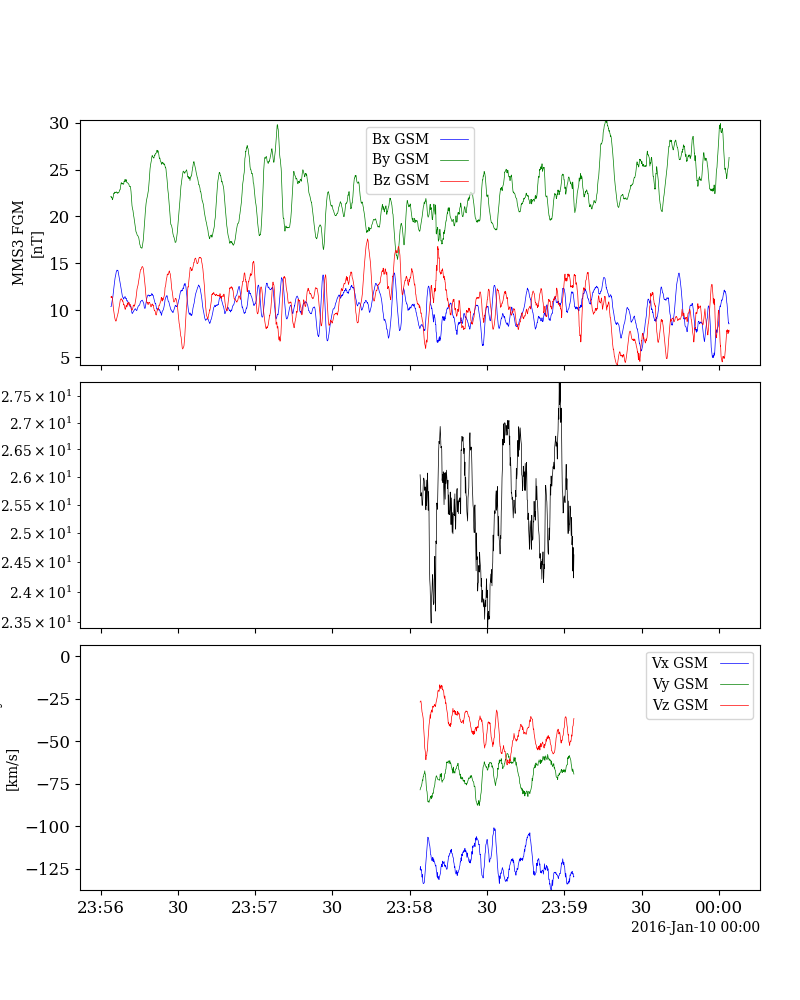 30
25
20
15
10
5
MMS3 FGM
[nT]
Bx GSM
By GSM
Bz GSM
2.75 × 10¹
2.7 × 10¹
2.65 × 10¹
2.6 × 10¹
2.55 × 10¹
2.5 × 10¹
2.45 × 10¹
2.4 × 10¹
2.35 × 10¹
0
−25
−50
−75
−100
−125
[km/s]
Vx GSM
Vy GSM
Vz GSM
23:56 30 23:57 30 23:58 30 23:59 30 00:00
2016-Jan-10 00:00